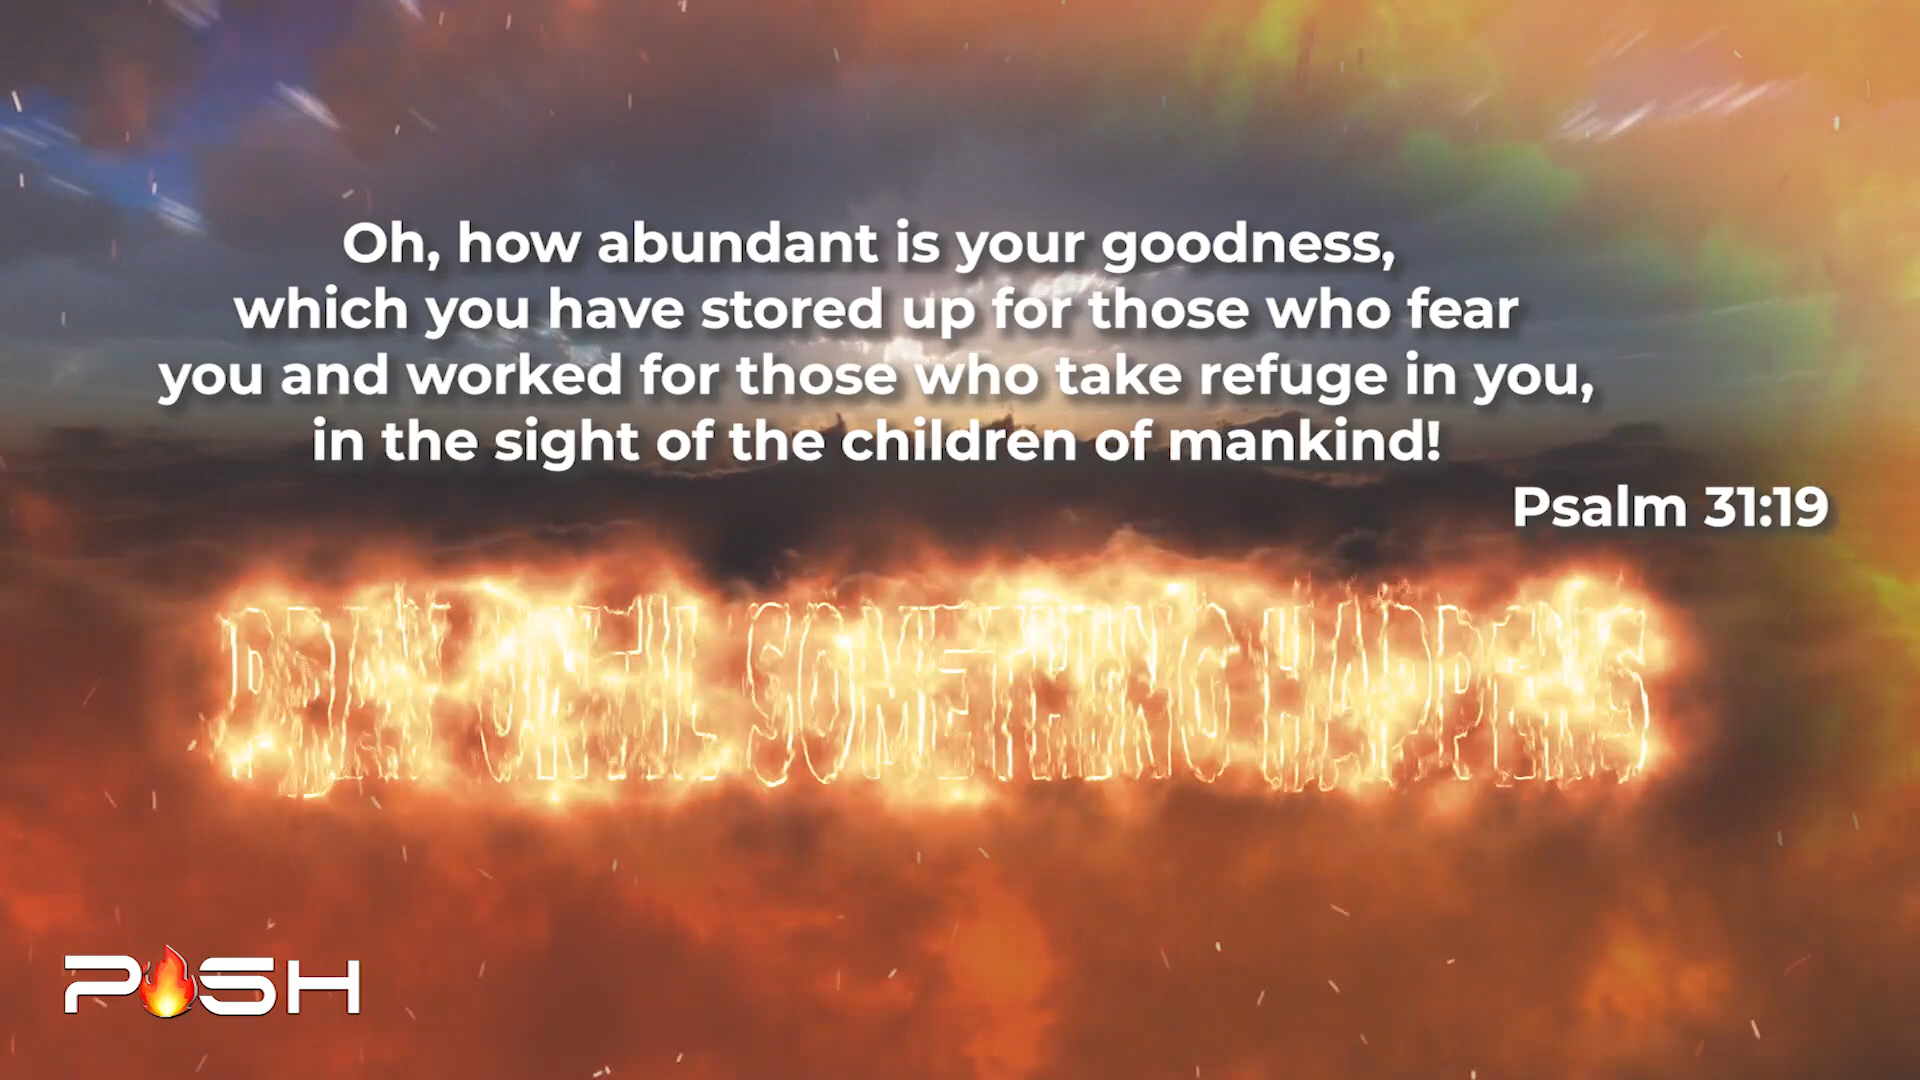 Oh, how abundant is your goodness,
which you have stored up for those who fear
you and worked for those who take refuge in you,
in the sight of the children of mankind!
Psalm 31:19
PRAY UNTIL SOMETHING HAPPENS
PUSH